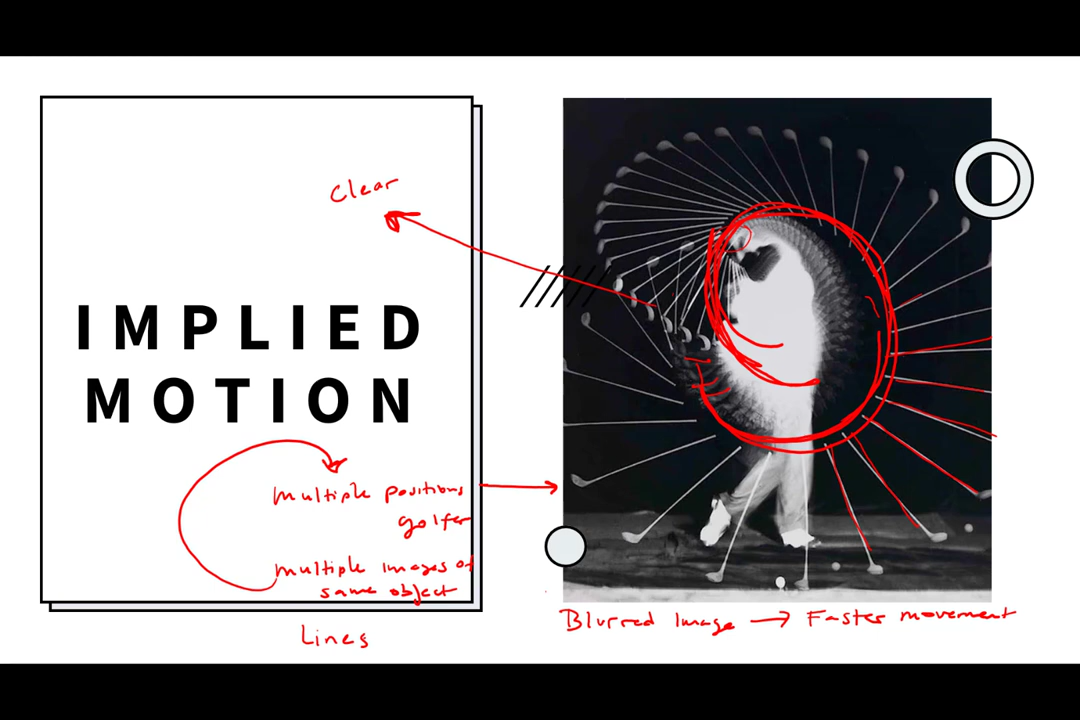 Clear
IMPLIED
MOTION
multiple positions
golfer
multiple images of
same object
Lines
Blurred Image → Faster movement